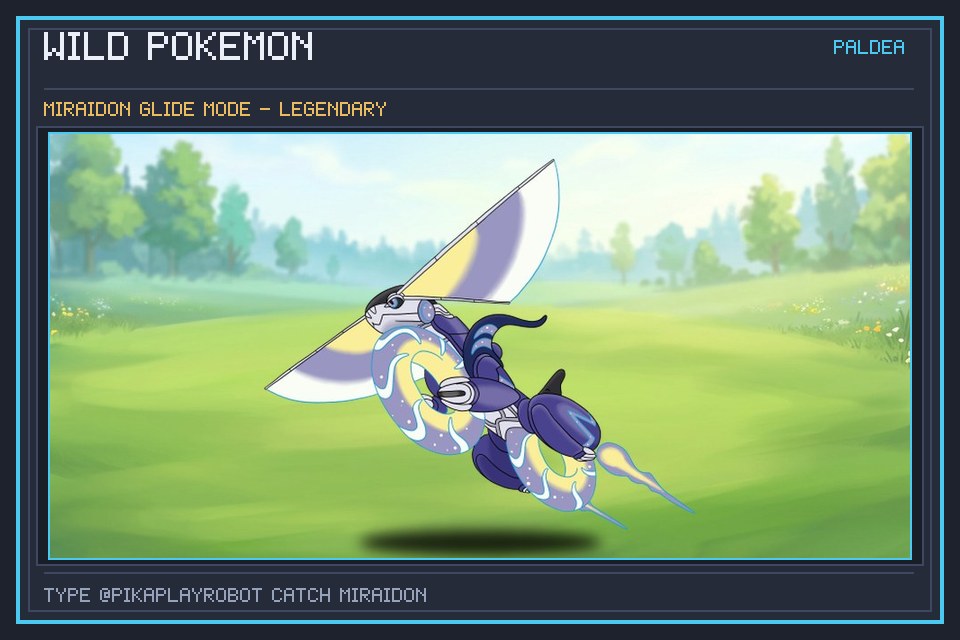 WILD POKEMON
PALDEA
MIRAIDON GLIDE MODE - LEGENDARY
TYPE @PIKAPLAYROBOT CATCH MIRAIDON